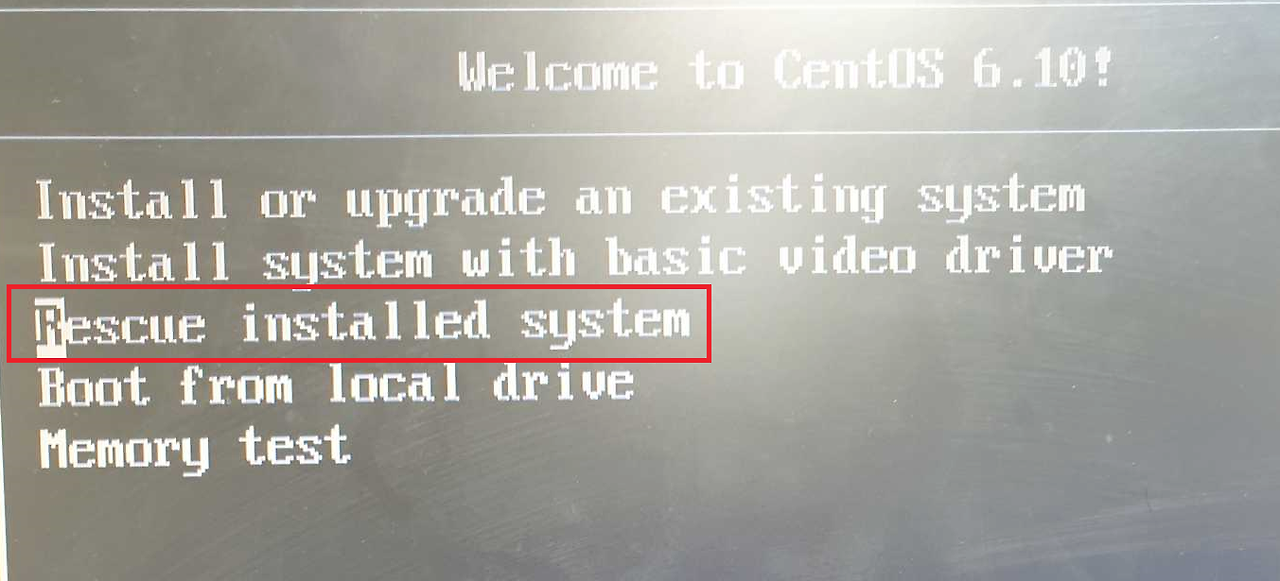 Welcome to CentOS 6.10!
Install or upgrade an existing system
Install system with basic video driver
Rescue installed system
Boot from local drive
Memory test